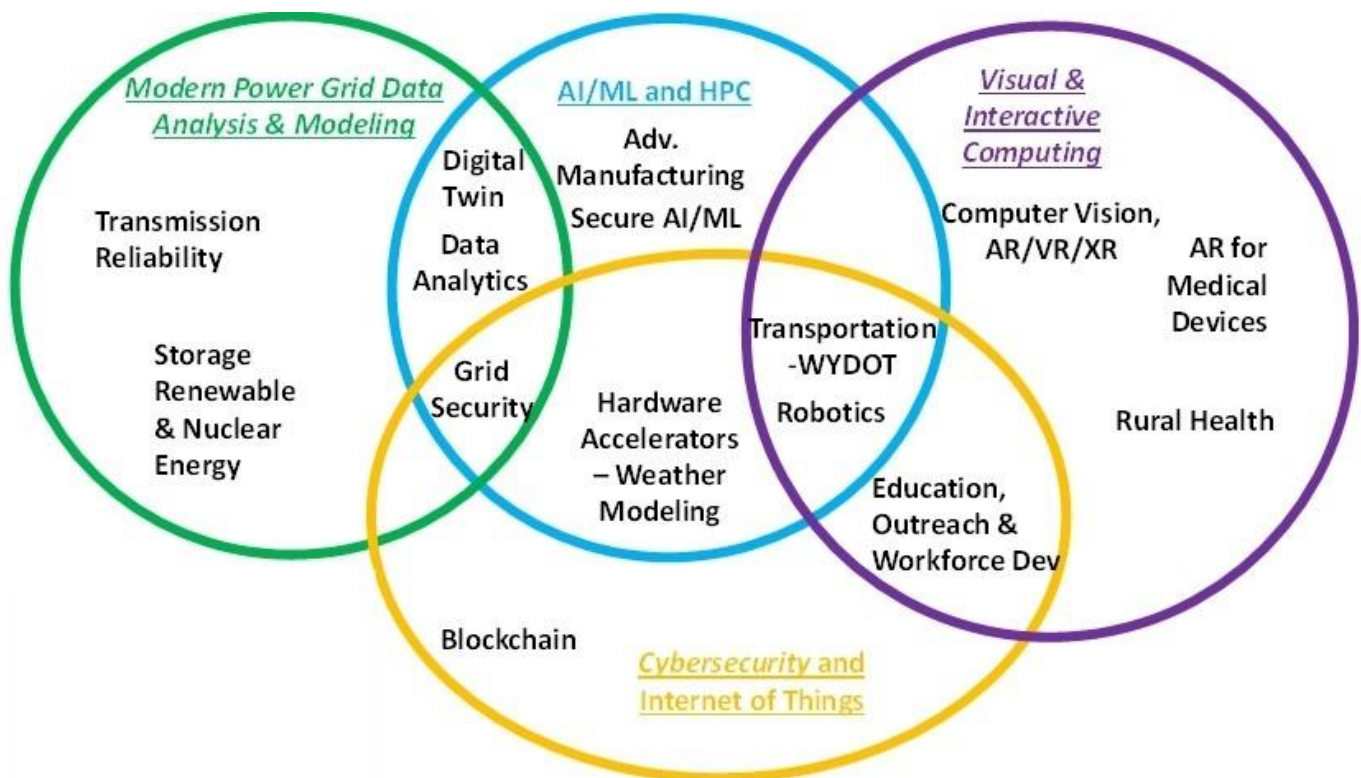 Modern Power Grid Data
Analysis & Modeling
Transmission
Reliability
Storage
Renewable
& Nuclear
Energy
Digital
Twin
Data
Analytics
Grid
Security
AI/ML and HPC
Adv.
Manufacturing
Secure AI/ML
Hardware
Accelerators
– Weather
Modeling
Transportation
-WYDOT
Robotics
Visual &
Interactive
Computing
Computer Vision,
AR/VR/XR
AR for
Medical
Devices
Rural Health
Education,
Outreach &
Workforce Dev
Blockchain
Cybersecurity and
Internet of Things